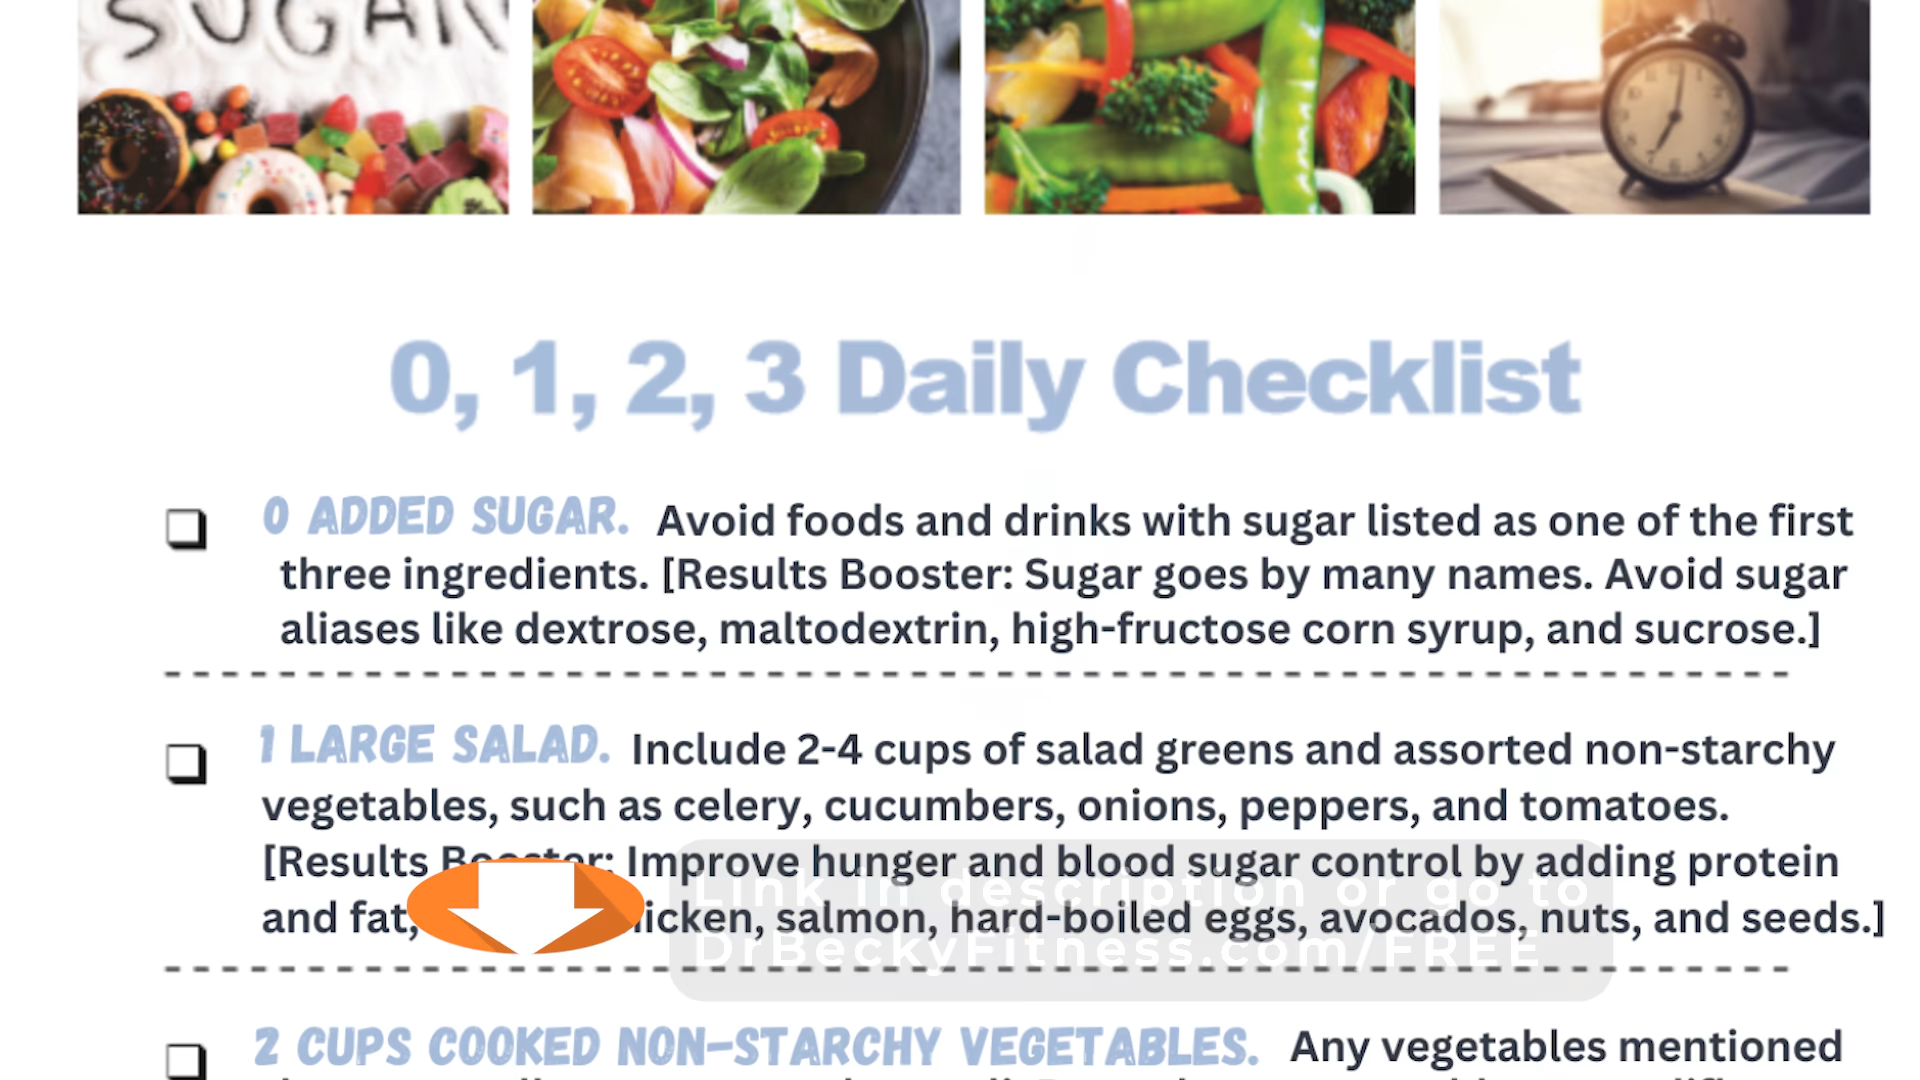 SUGAR
0, 1, 2, 3 Daily Checklist
0 ADDED SUGAR. Avoid foods and drinks with sugar listed as one of the first
three ingredients. [Results Booster: Sugar goes by many names. Avoid sugar
aliases like dextrose, maltodextrin, high-fructose corn syrup, and sucrose.]
1 LARGE SALAD. Include 2-4 cups of salad greens and assorted non-starchy
vegetables, such as celery, cucumbers, onions, peppers, and tomatoes.
[Results Booster: Improve hunger and blood sugar control by adding protein
and fat, icken, salmon, hard-boiled eggs, avocados, nuts, and seeds.]
Link in description or go to
DrBeckyFitness.com/FREE
2 CUPS COOKED NON-STARCHY VEGETABLES. Any vegetables mentioned